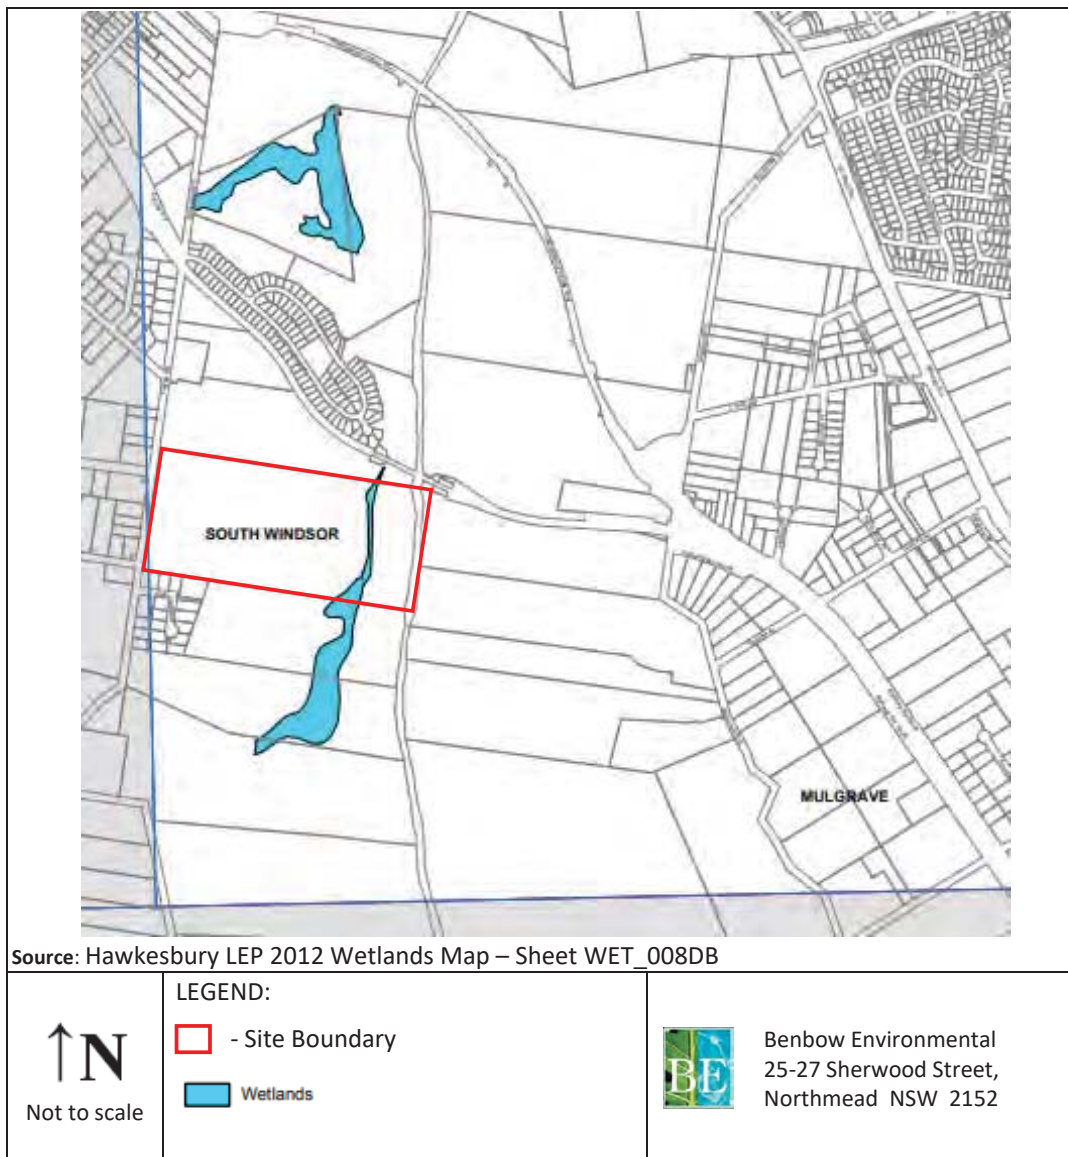 SOUTH WINDSOR
MULGRAVE
Source: Hawkesbury LEP 2012 Wetlands Map – Sheet WET_008DB
↑N
Not to scale
LEGEND:
- Site Boundary
Wetlands
BE
Benbow Environmental
25-27 Sherwood Street,
Northmead NSW 2152